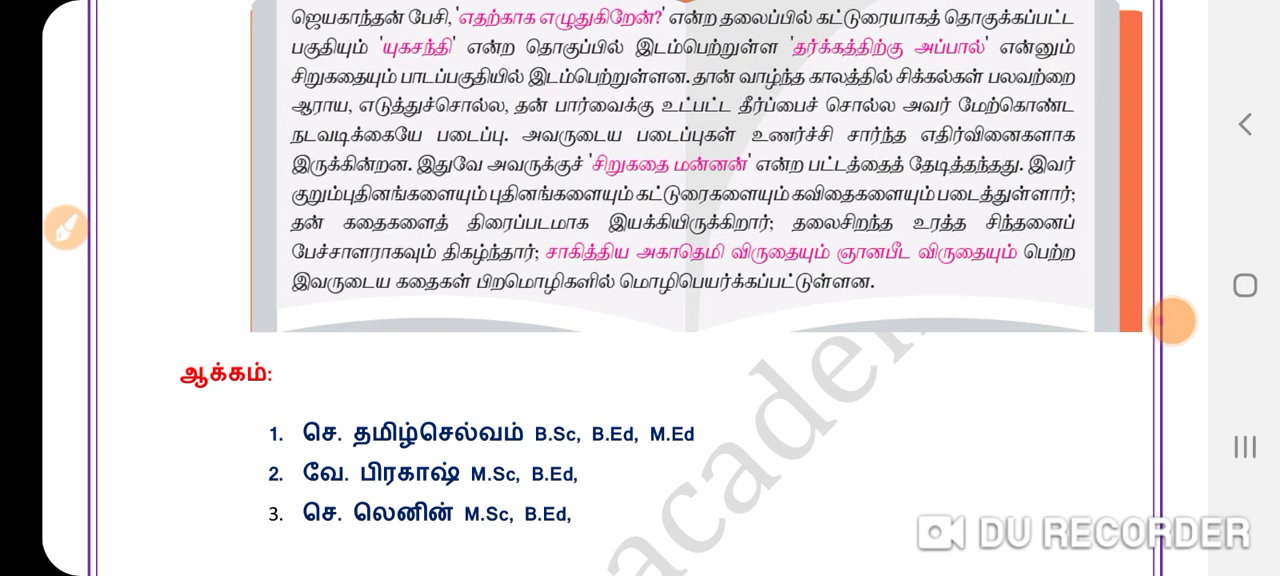 ஜெயகாந்தன் பேசி, 'எதற்காக எழுதுகிறேன்?' என்ற தலைப்பில் கட்டுரையாகத் தொகுக்கப்பட்ட
பகுதியும் 'யுகசந்தி' என்ற தொகுப்பில் இடம்பெற்றுள்ள 'தர்க்கத்திற்கு அப்பால்' என்னும்
சிறுகதையும் பாடப்பகுதியில் இடம்பெற்றுள்ளன. தான் வாழ்ந்த காலத்தில் சிக்கல்கள் பலவற்றை
ஆராய, எடுத்துச்சொல்ல, தன் பார்வைக்கு உட்பட்ட தீர்ப்பைச் சொல்ல அவர் மேற்கொண்ட
நடவடிக்கையே படைப்பு. அவருடைய படைப்புகள் உணர்ச்சி சார்ந்த எதிர்வினைகளாக
இருக்கின்றன. இதுவே அவருக்குச் 'சிறுகதை மன்னன்' என்ற பட்டத்தைத் தேடித்தந்தது. இவர்
குறும்புதினங்களையும் புதினங்களையும் கட்டுரைகளையும் கவிதைகளையும் படைத்துள்ளார்;
தன் கதைகளைத் திரைப்படமாக இயக்கியிருக்கிறார்; தலைசிறந்த உரத்த சிந்தனைப்
பேச்சாளராகவும் திகழ்ந்தார்; சாகித்திய அகாதெமி விருதையும் ஞானபீட விருதையும் பெற்ற
இவருடைய கதைகள் பிறமொழிகளில் மொழிபெயர்க்கப்பட்டுள்ளன.
ஆக்கம்:
1. செ. தமிழ்செல்வம் B.Sc, B.Ed, M.Ed
2. வே. பிரகாஷ் M.Sc, B.Ed,
3. செ. லெனின் M.Sc, B.Ed,
academ
DU RECORDER